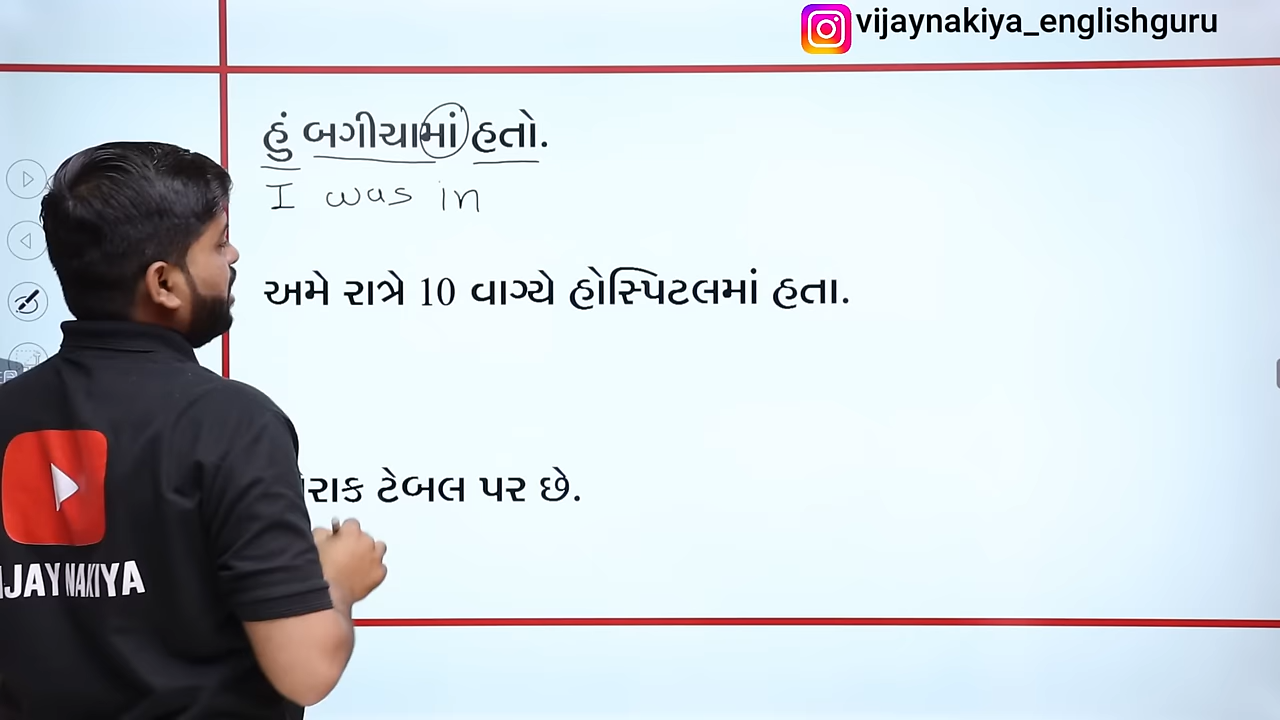 vijaynakiya_englishguru
હું બગીચામાં હતો.
I was in
અમે રાત્રે 10 વાગ્યે હોસ્પિટલમાં હતા.
ટેબલ પર છે.
VIJAY NAKIYA